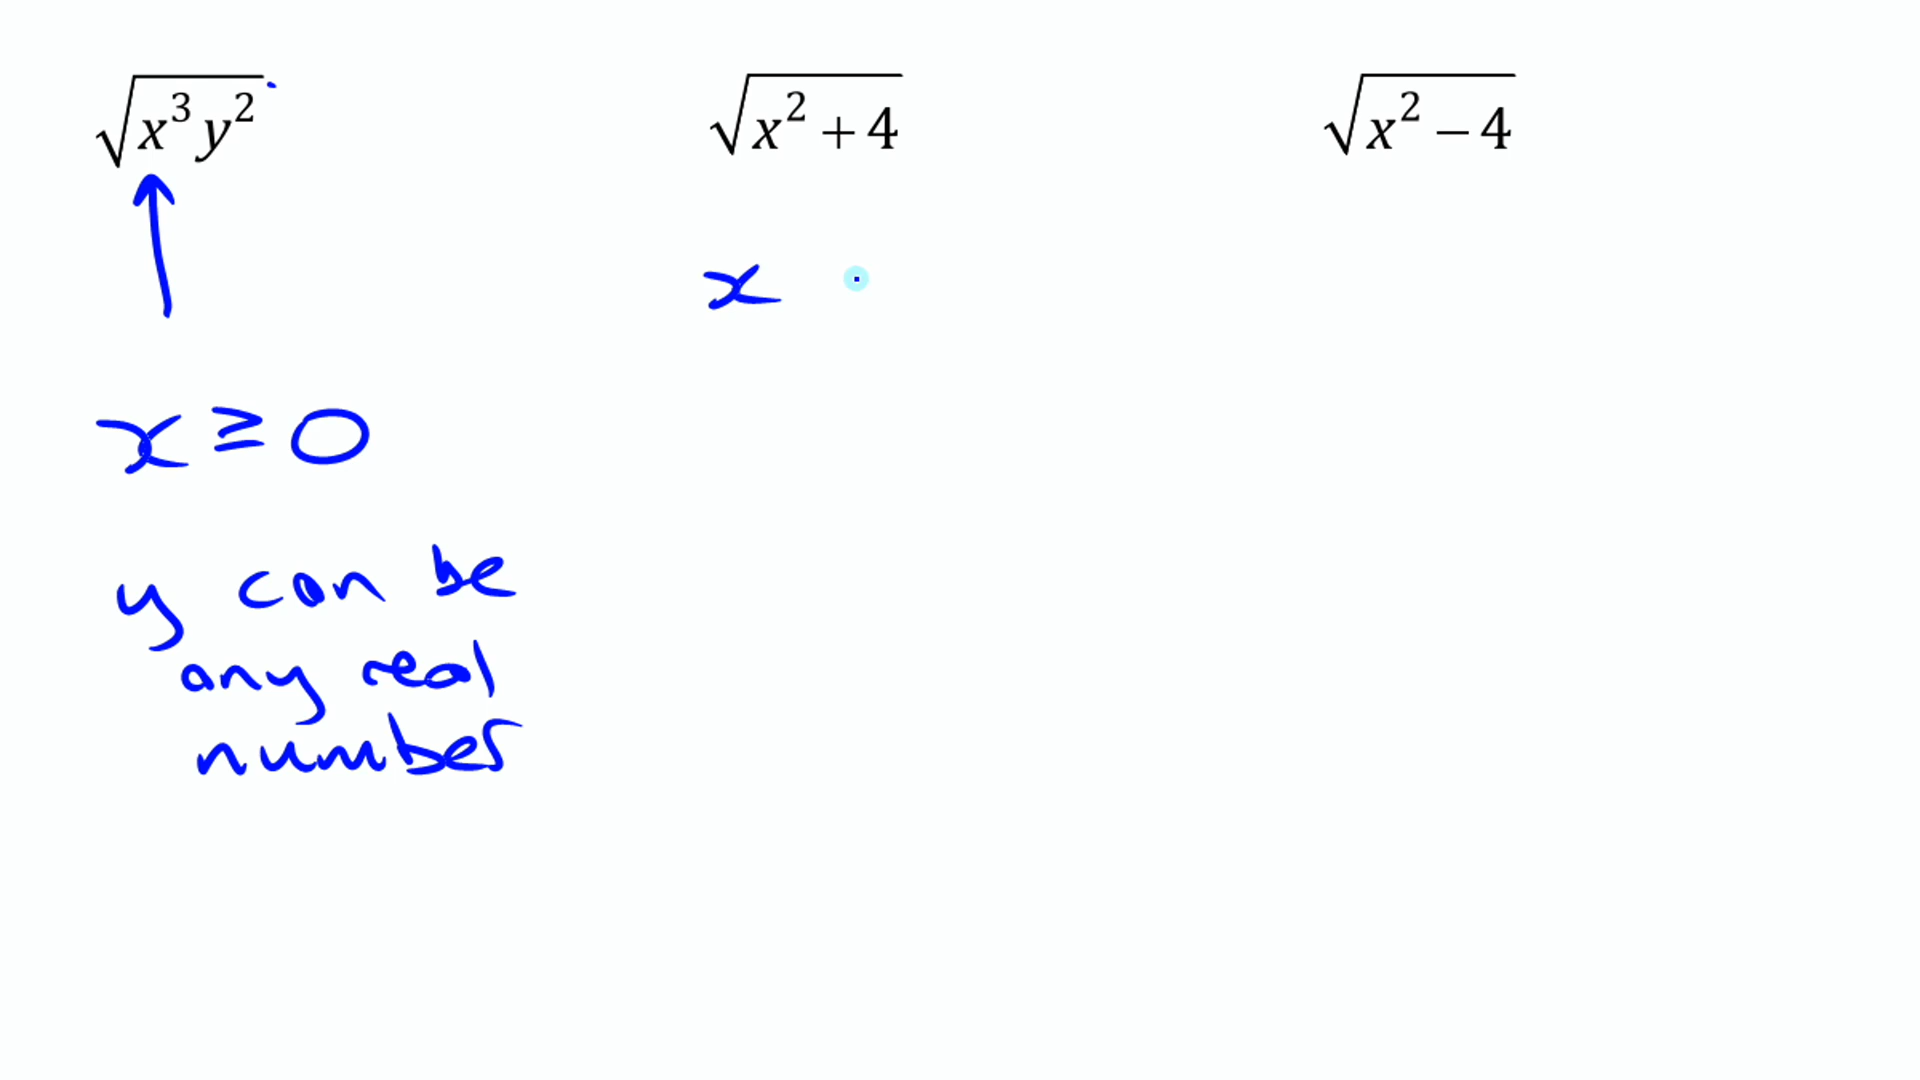 √(x³y²)
√(x² + 4)
√(x² − 4)
x
x ≥ 0
y can be
any real
number